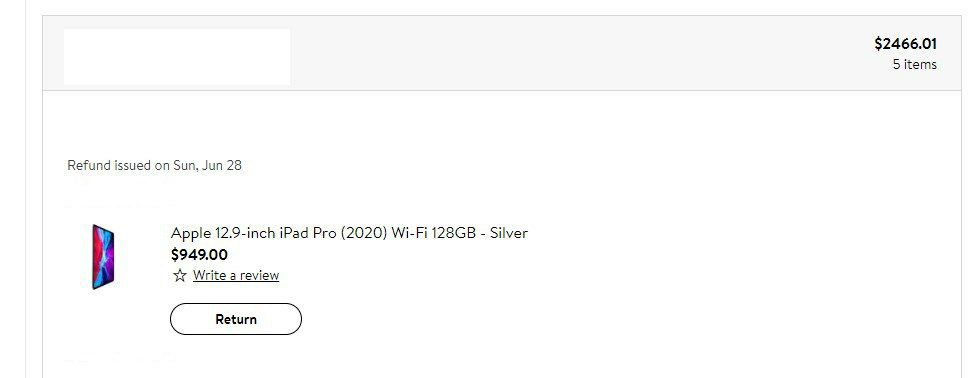 $2466.01
5 items
Refund issued on Sun, Jun 28
Apple 12.9-inch iPad Pro (2020) Wi-Fi 128GB - Silver
$949.00
Write a review
Return